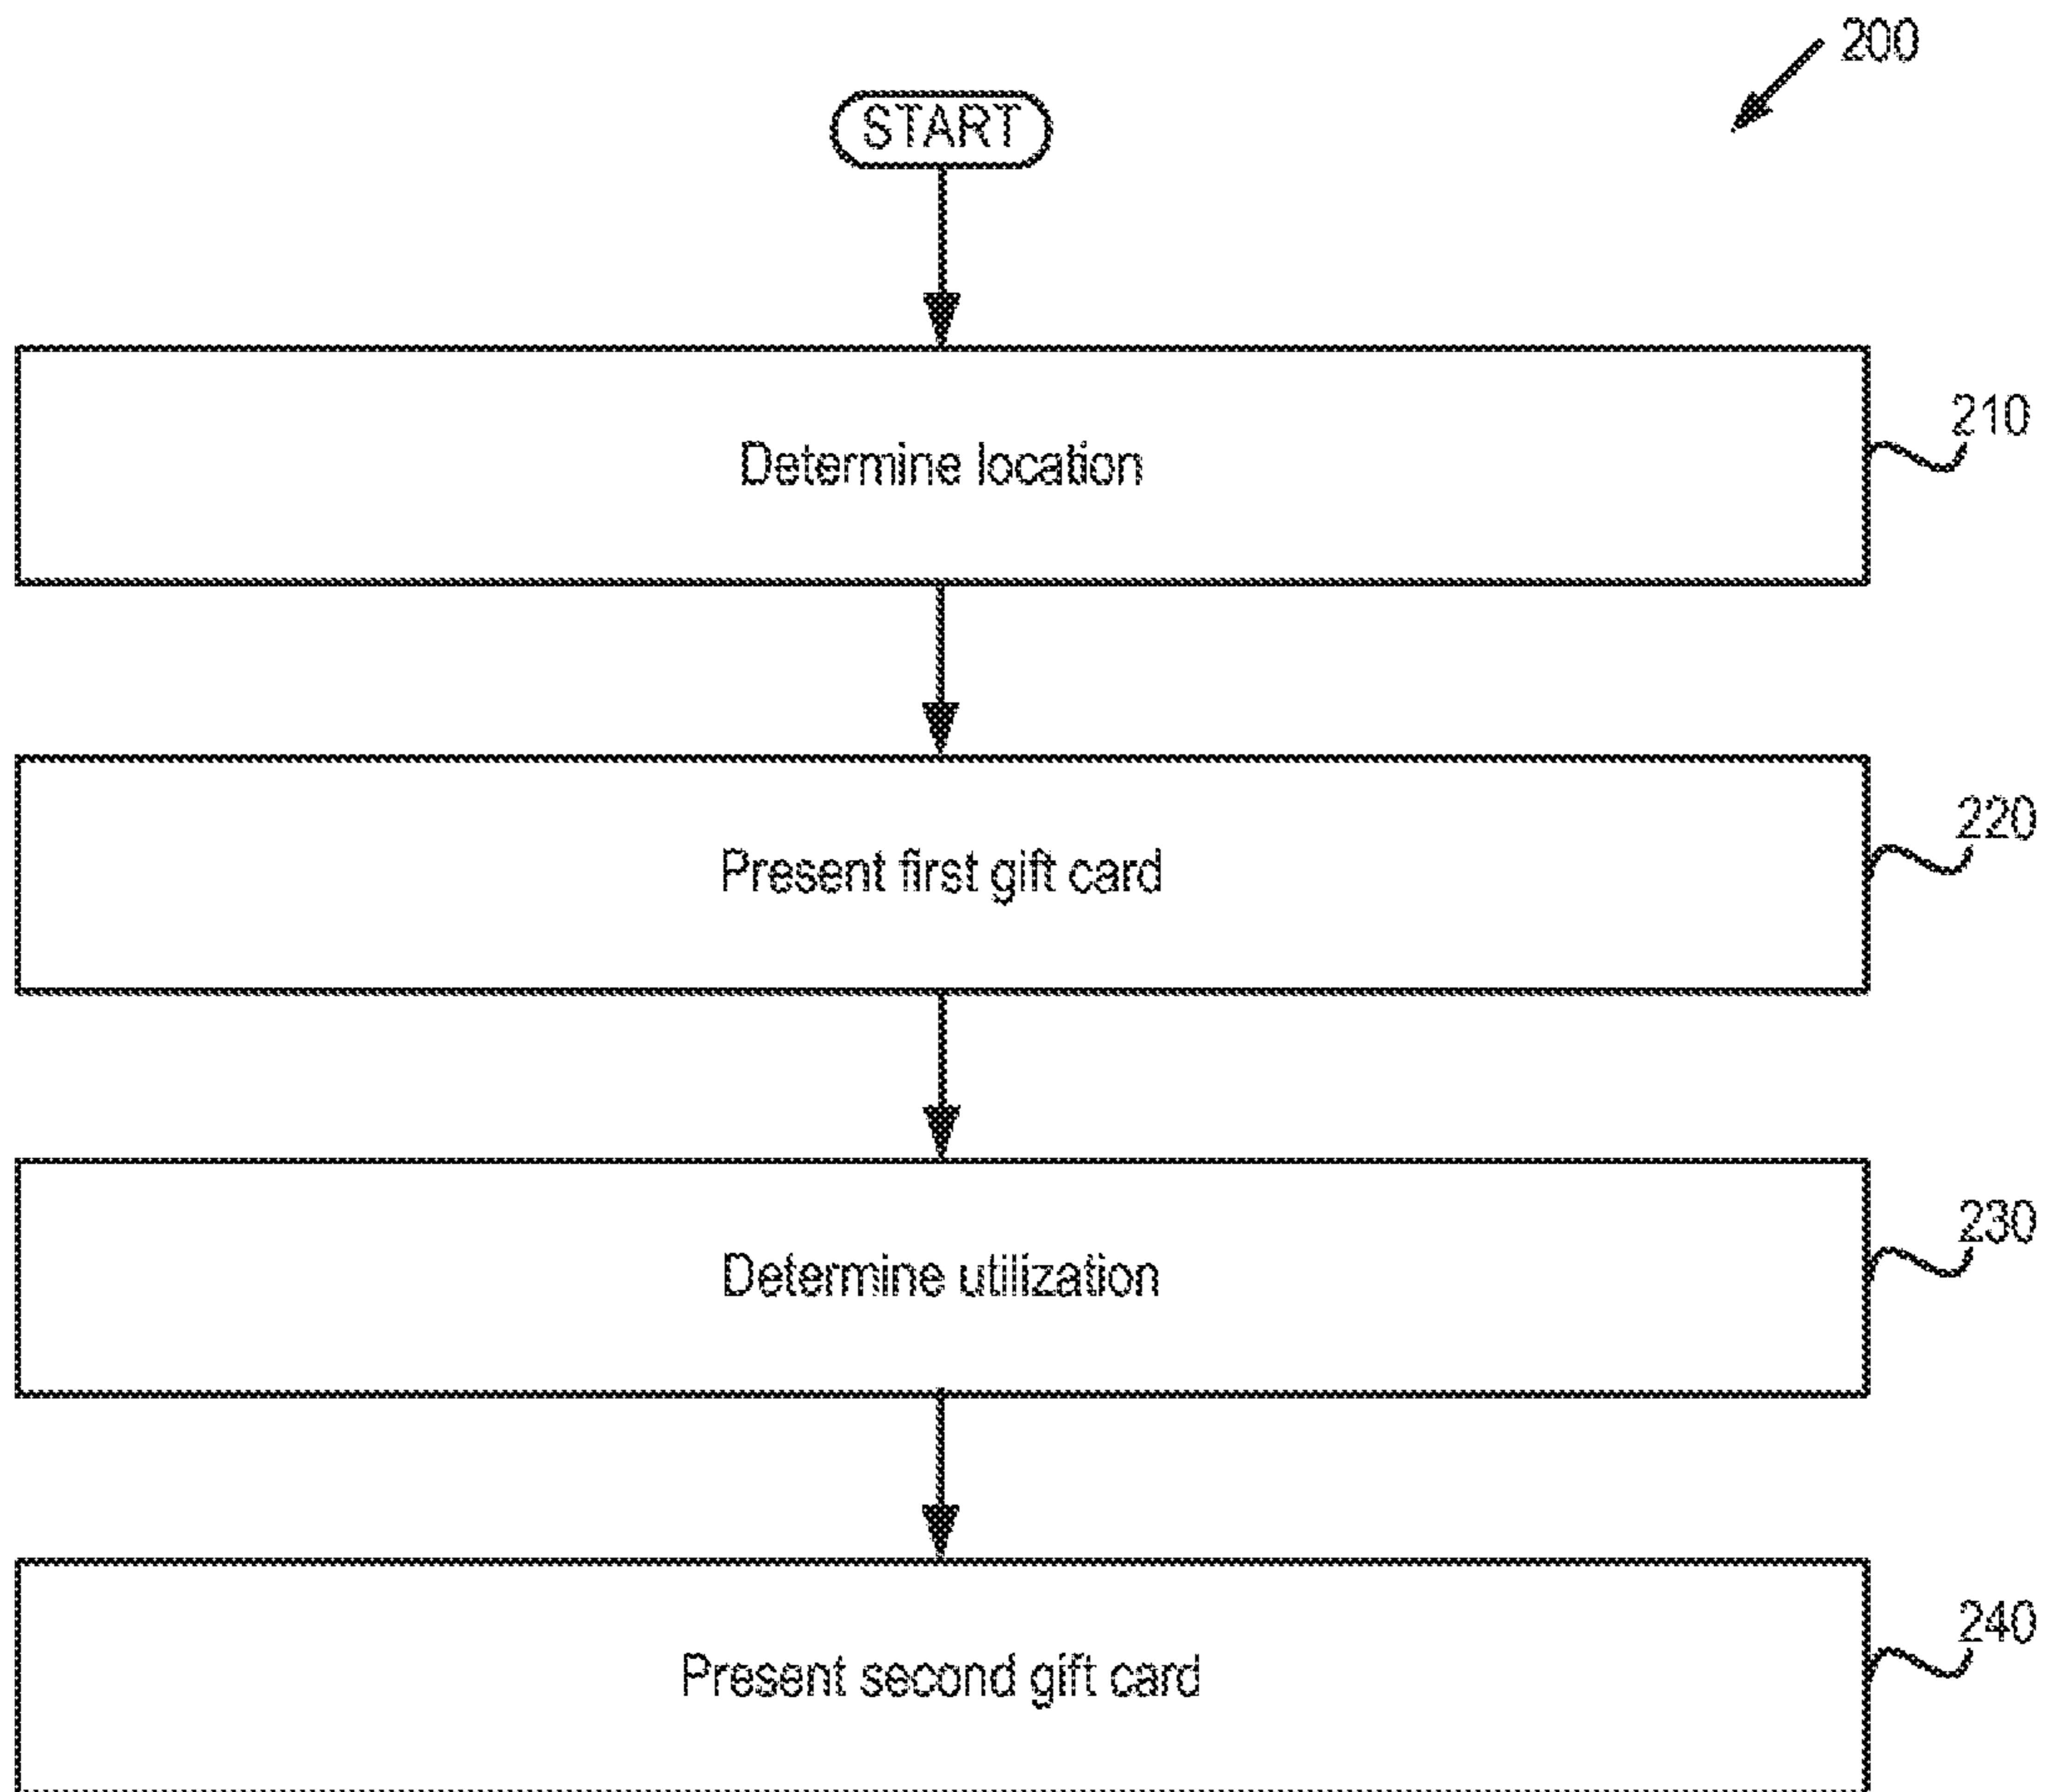 200
START
Determine location
210
Present first gift card
220
Determine utilization
230
Present second gift card
240